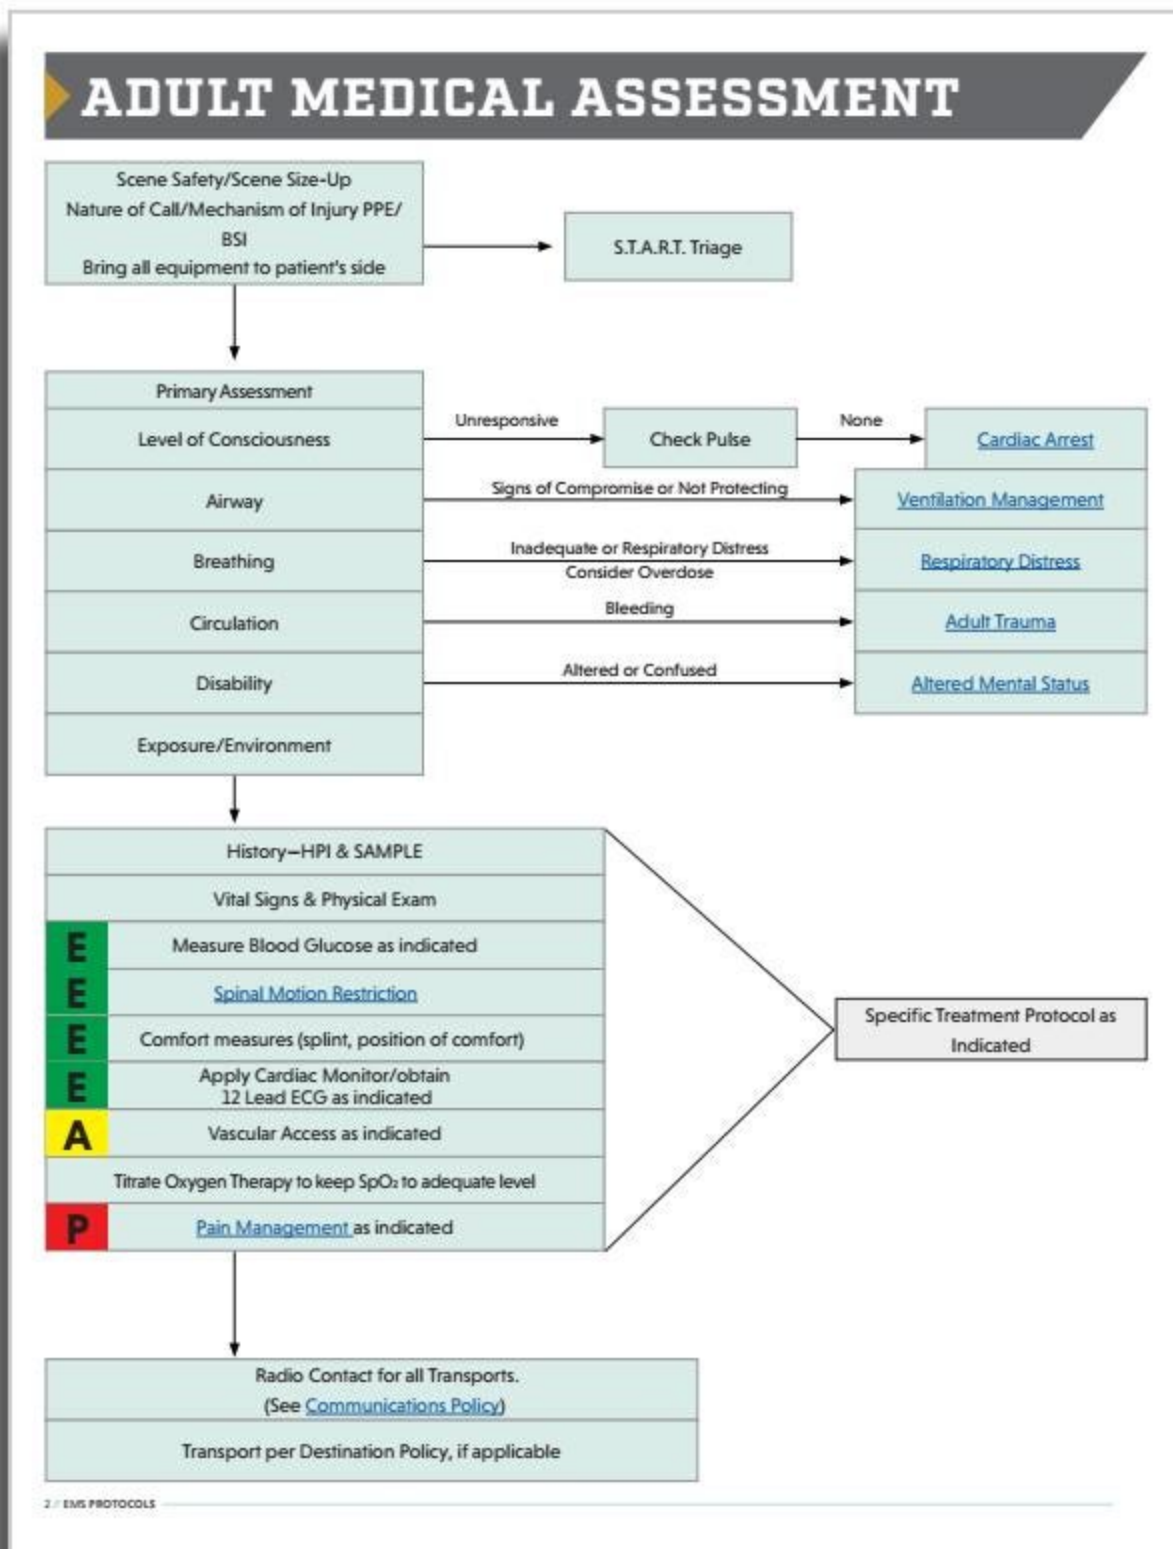 ADULT MEDICAL ASSESSMENT
Scene Safety/Scene Size-Up
Nature of Call/Mechanism of Injury PPE/
BSI
Bring all equipment to patient's side
S.T.A.R.T. Triage
Primary Assessment
Level of Consciousness
Unresponsive
Check Pulse
None
Cardiac Arrest
Airway
Signs of Compromise or Not Protecting
Ventilation Management
Breathing
Inadequate or Respiratory Distress
Consider Overdose
Respiratory Distress
Circulation
Bleeding
Adult Trauma
Disability
Altered or Confused
Altered Mental Status
Exposure/Environment
History—HPI & SAMPLE
Vital Signs & Physical Exam
E
Measure Blood Glucose as indicated
E
Spinal Motion Restriction
E
Comfort measures (splint, position of comfort)
E
Apply Cardiac Monitor/obtain
12 Lead ECG as indicated
A
Vascular Access as indicated
Titrate Oxygen Therapy to keep SpO₂ to adequate level
P
Pain Management as indicated
Specific Treatment Protocol as
Indicated
Radio Contact for all Transports.
(See Communications Policy)
Transport per Destination Policy, if applicable
2 // EMS PROTOCOLS